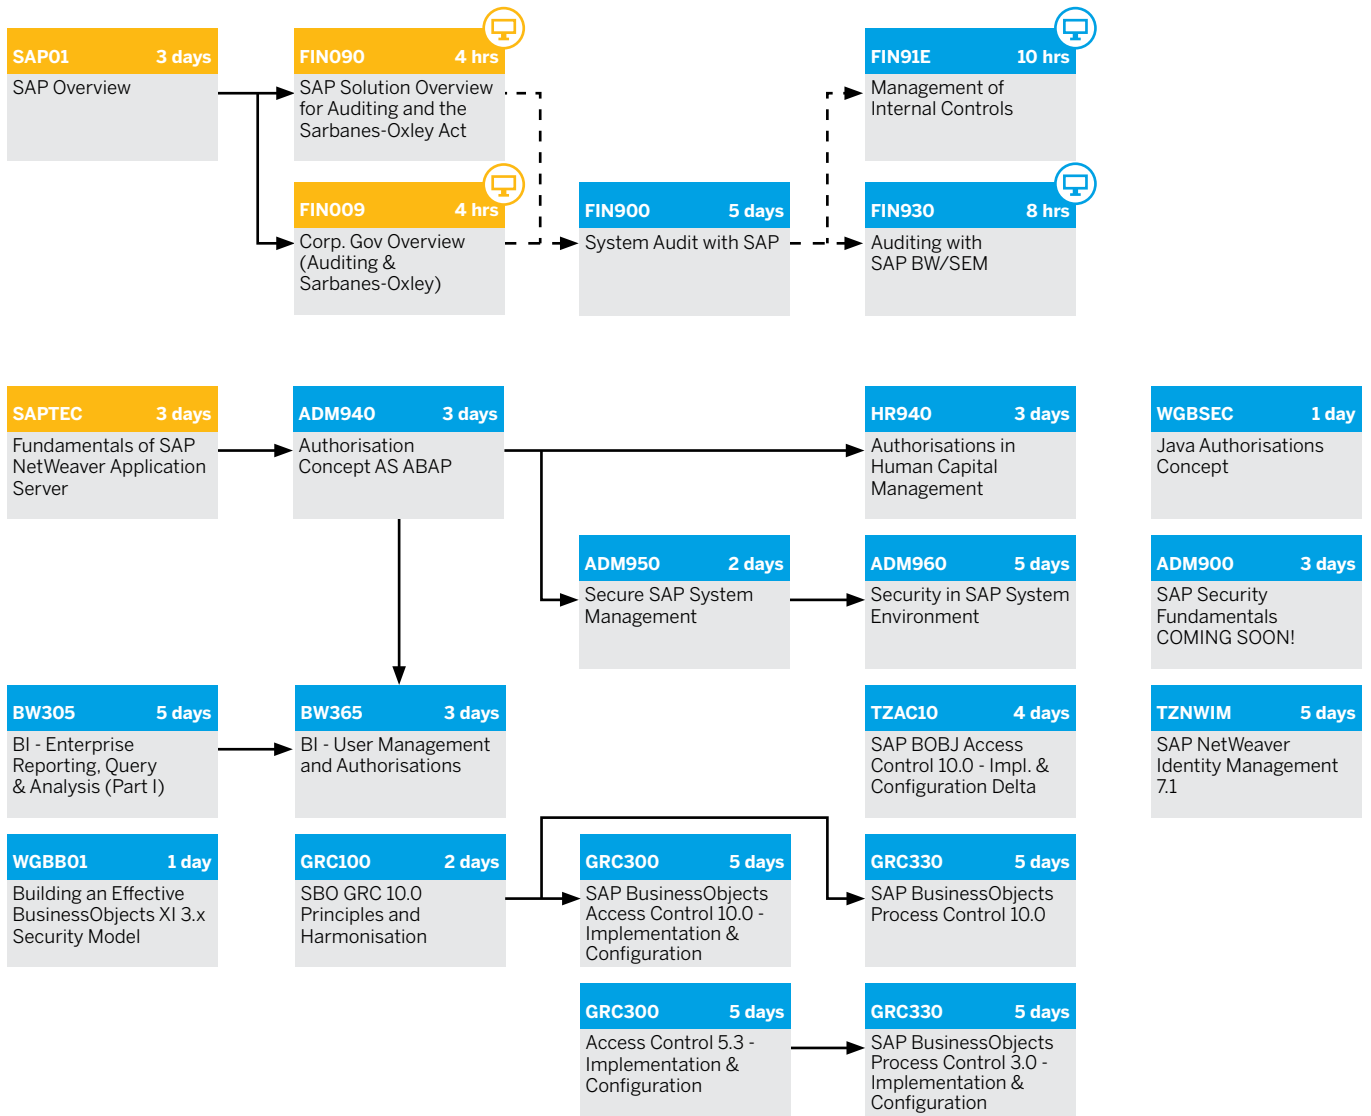 SAP01 3 days
SAP Overview
FIN090 4 hrs
SAP Solution Overview
for Auditing and the
Sarbanes-Oxley Act
FIN91E 10 hrs
Management of
Internal Controls
FIN009 4 hrs
Corp. Gov Overview
(Auditing &
Sarbanes-Oxley)
FIN900 5 days
System Audit with SAP
FIN930 8 hrs
Auditing with
SAP BW/SEM
SAPTEC 3 days
Fundamentals of SAP
NetWeaver Application
Server
ADM940 3 days
Authorisation
Concept AS ABAP
HR940 3 days
Authorisations in
Human Capital
Management
WGBSEC 1 day
Java Authorisations
Concept
ADM950 2 days
Secure SAP System
Management
ADM960 5 days
Security in SAP System
Environment
ADM900 3 days
SAP Security
Fundamentals
COMING SOON!
BW305 5 days
BI - Enterprise
Reporting, Query
& Analysis (Part I)
BW365 3 days
BI - User Management
and Authorisations
TZAC10 4 days
SAP BOBJ Access
Control 10.0 - Impl. &
Configuration Delta
TZNWIM 5 days
SAP NetWeaver
Identity Management
7.1
WGBB01 1 day
Building an Effective
BusinessObjects XI 3.x
Security Model
GRC100 2 days
SBO GRC 10.0
Principles and
Harmonisation
GRC300 5 days
SAP BusinessObjects
Access Control 10.0 -
Implementation &
Configuration
GRC330 5 days
SAP BusinessObjects
Process Control 10.0
GRC300 5 days
Access Control 5.3 -
Implementation &
Configuration
GRC330 5 days
SAP BusinessObjects
Process Control 3.0 -
Implementation &
Configuration